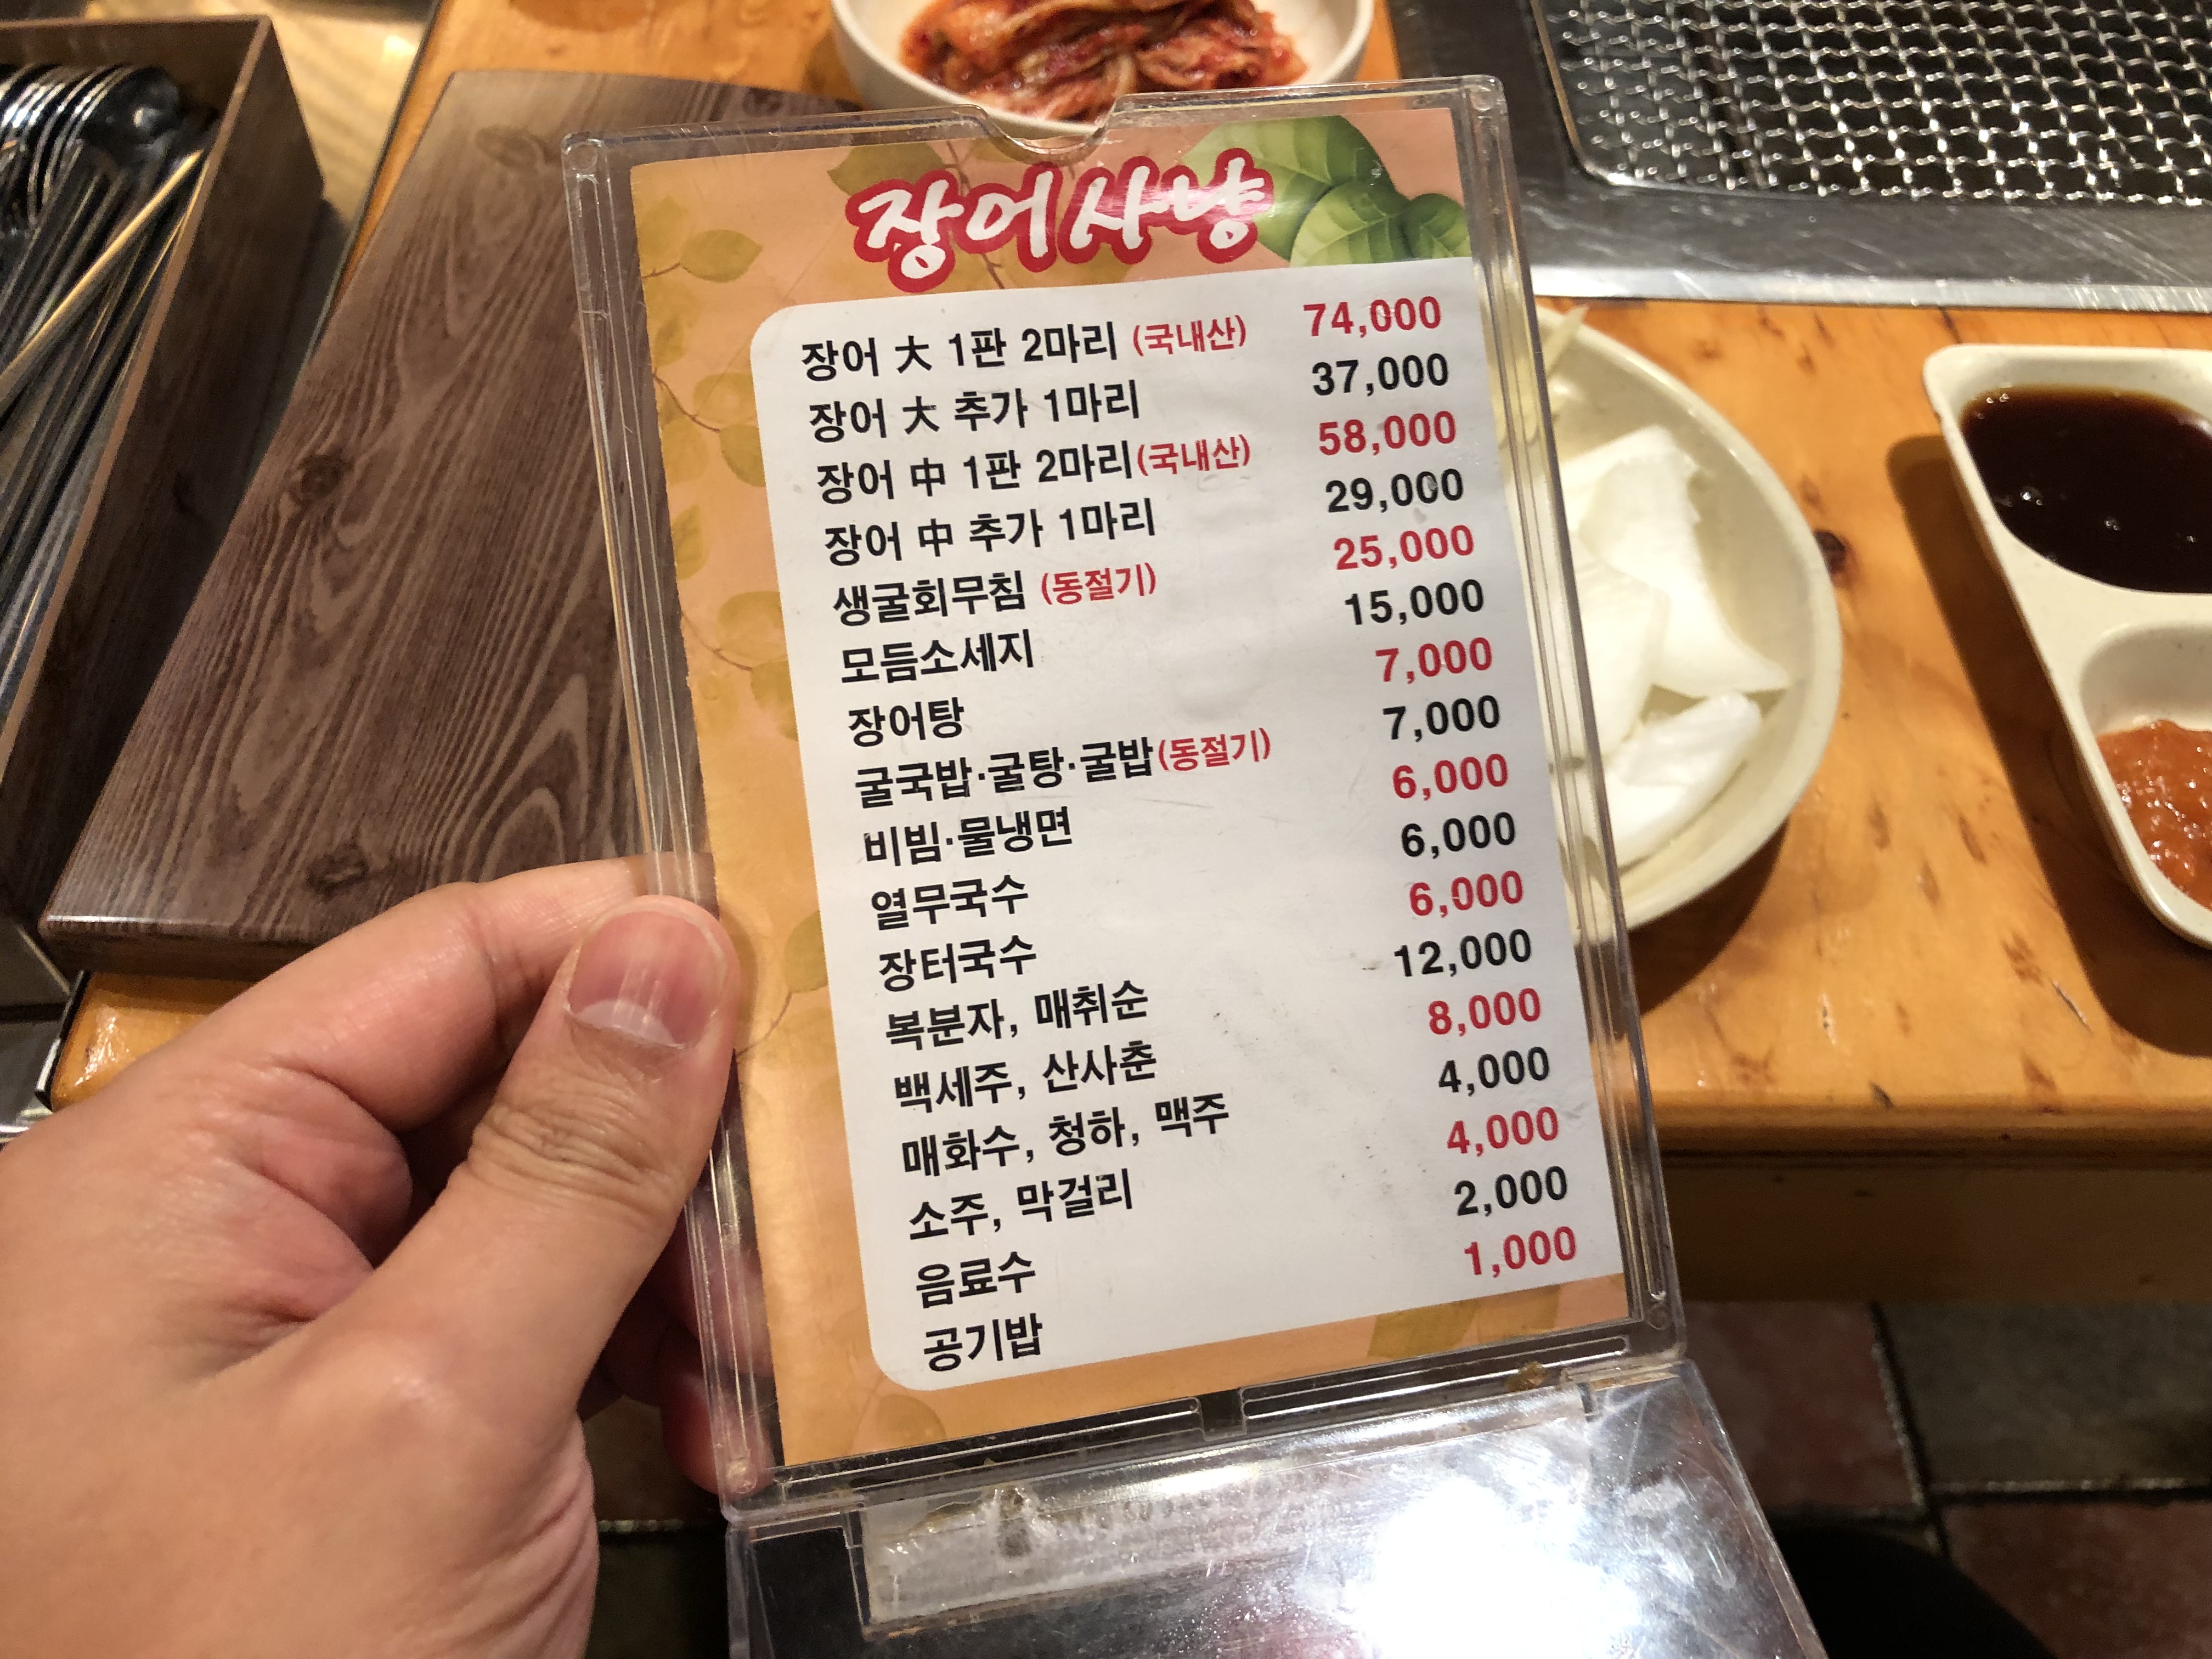 장어사냥
장어 大 1판 2마리 (국내산) 74,000
장어 大 추가 1마리 37,000
장어 中 1판 2마리(국내산) 58,000
장어 中 추가 1마리 29,000
생굴회무침 (동절기) 25,000
모듬소세지 15,000
장어탕 7,000
굴국밥·굴탕·굴밥(동절기) 7,000
비빔·물냉면 6,000
열무국수 6,000
장터국수 6,000
복분자, 매취순 12,000
백세주, 산사춘 8,000
매화수, 청하, 맥주 4,000
소주, 막걸리 4,000
음료수 2,000
공기밥 1,000